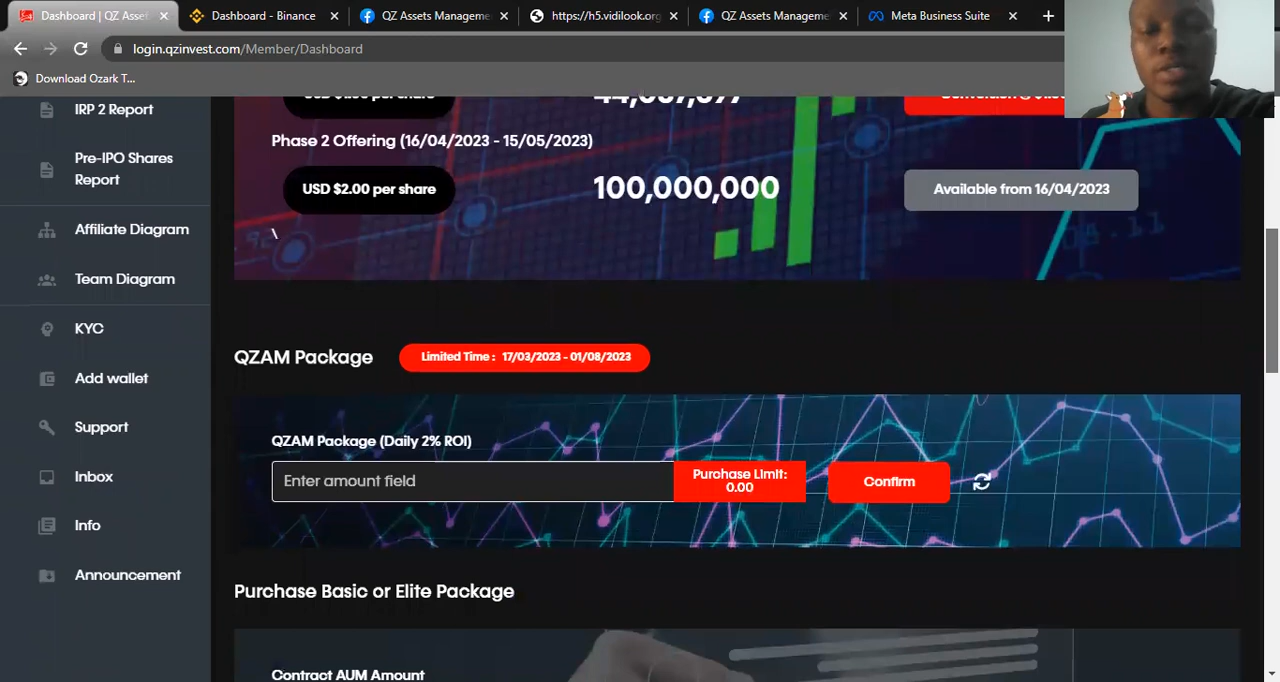 Dashboard | QZ Asset
Dashboard - Binance
QZ Assets Manageme
https://h5.vidilook.org
QZ Assets Manageme
Meta Business Suite
login.qzinvest.com/Member/Dashboard
Download Ozark T...
IRP 2 Report
Pre-IPO Shares
Report
Affiliate Diagram
Team Diagram
KYC
Add wallet
Support
Inbox
Info
Announcement
Phase 2 Offering (16/04/2023 - 15/05/2023)
USD $2.00 per share
100,000,000
Available from 16/04/2023
\
QZAM Package
Limited Time : 17/03/2023 - 01/08/2023
QZAM Package (Daily 2% ROI)
Enter amount field
Purchase Limit:
0.00
Confirm
Purchase Basic or Elite Package
Contract AUM Amount